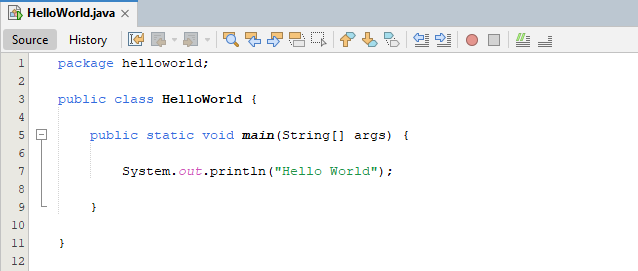 HelloWorld.java
Source History
1 package helloworld;
2
3 public class HelloWorld {
4
5 public static void main(String[] args) {
6
7 System.out.println("Hello World");
8
9 }
10
11 }
12